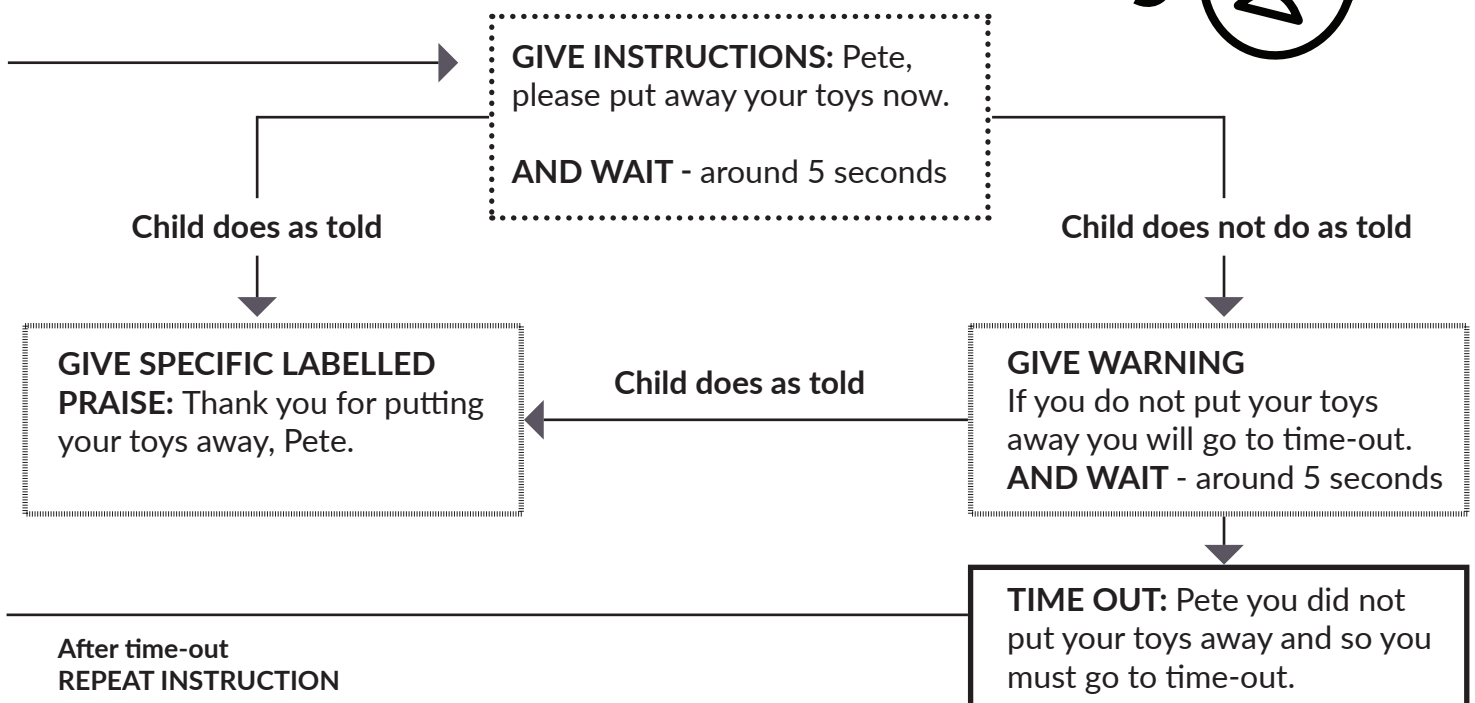 GIVE INSTRUCTIONS: Pete,
please put away your toys now.
AND WAIT - around 5 seconds
Child does as told
Child does not do as told
GIVE SPECIFIC LABELLED
PRAISE: Thank you for putting
your toys away, Pete.
Child does as told
GIVE WARNING
If you do not put your toys
away you will go to time-out.
AND WAIT - around 5 seconds
TIME OUT: Pete you did not
put your toys away and so you
must go to time-out.
After time-out
REPEAT INSTRUCTION